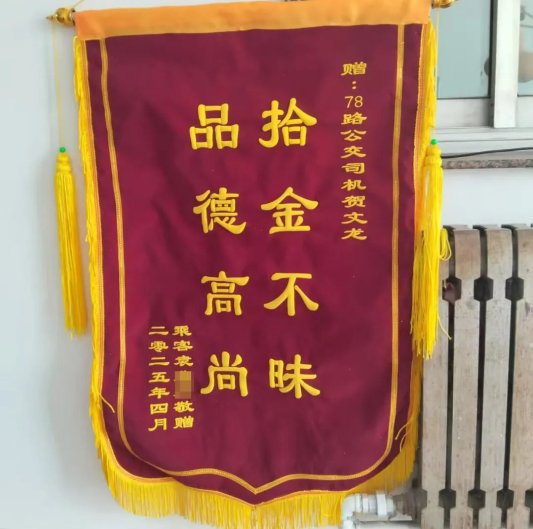 赠：78路公交司机贺文龙
拾金不昧
品德高尚
乘客袁 敬赠
二零二五年四月